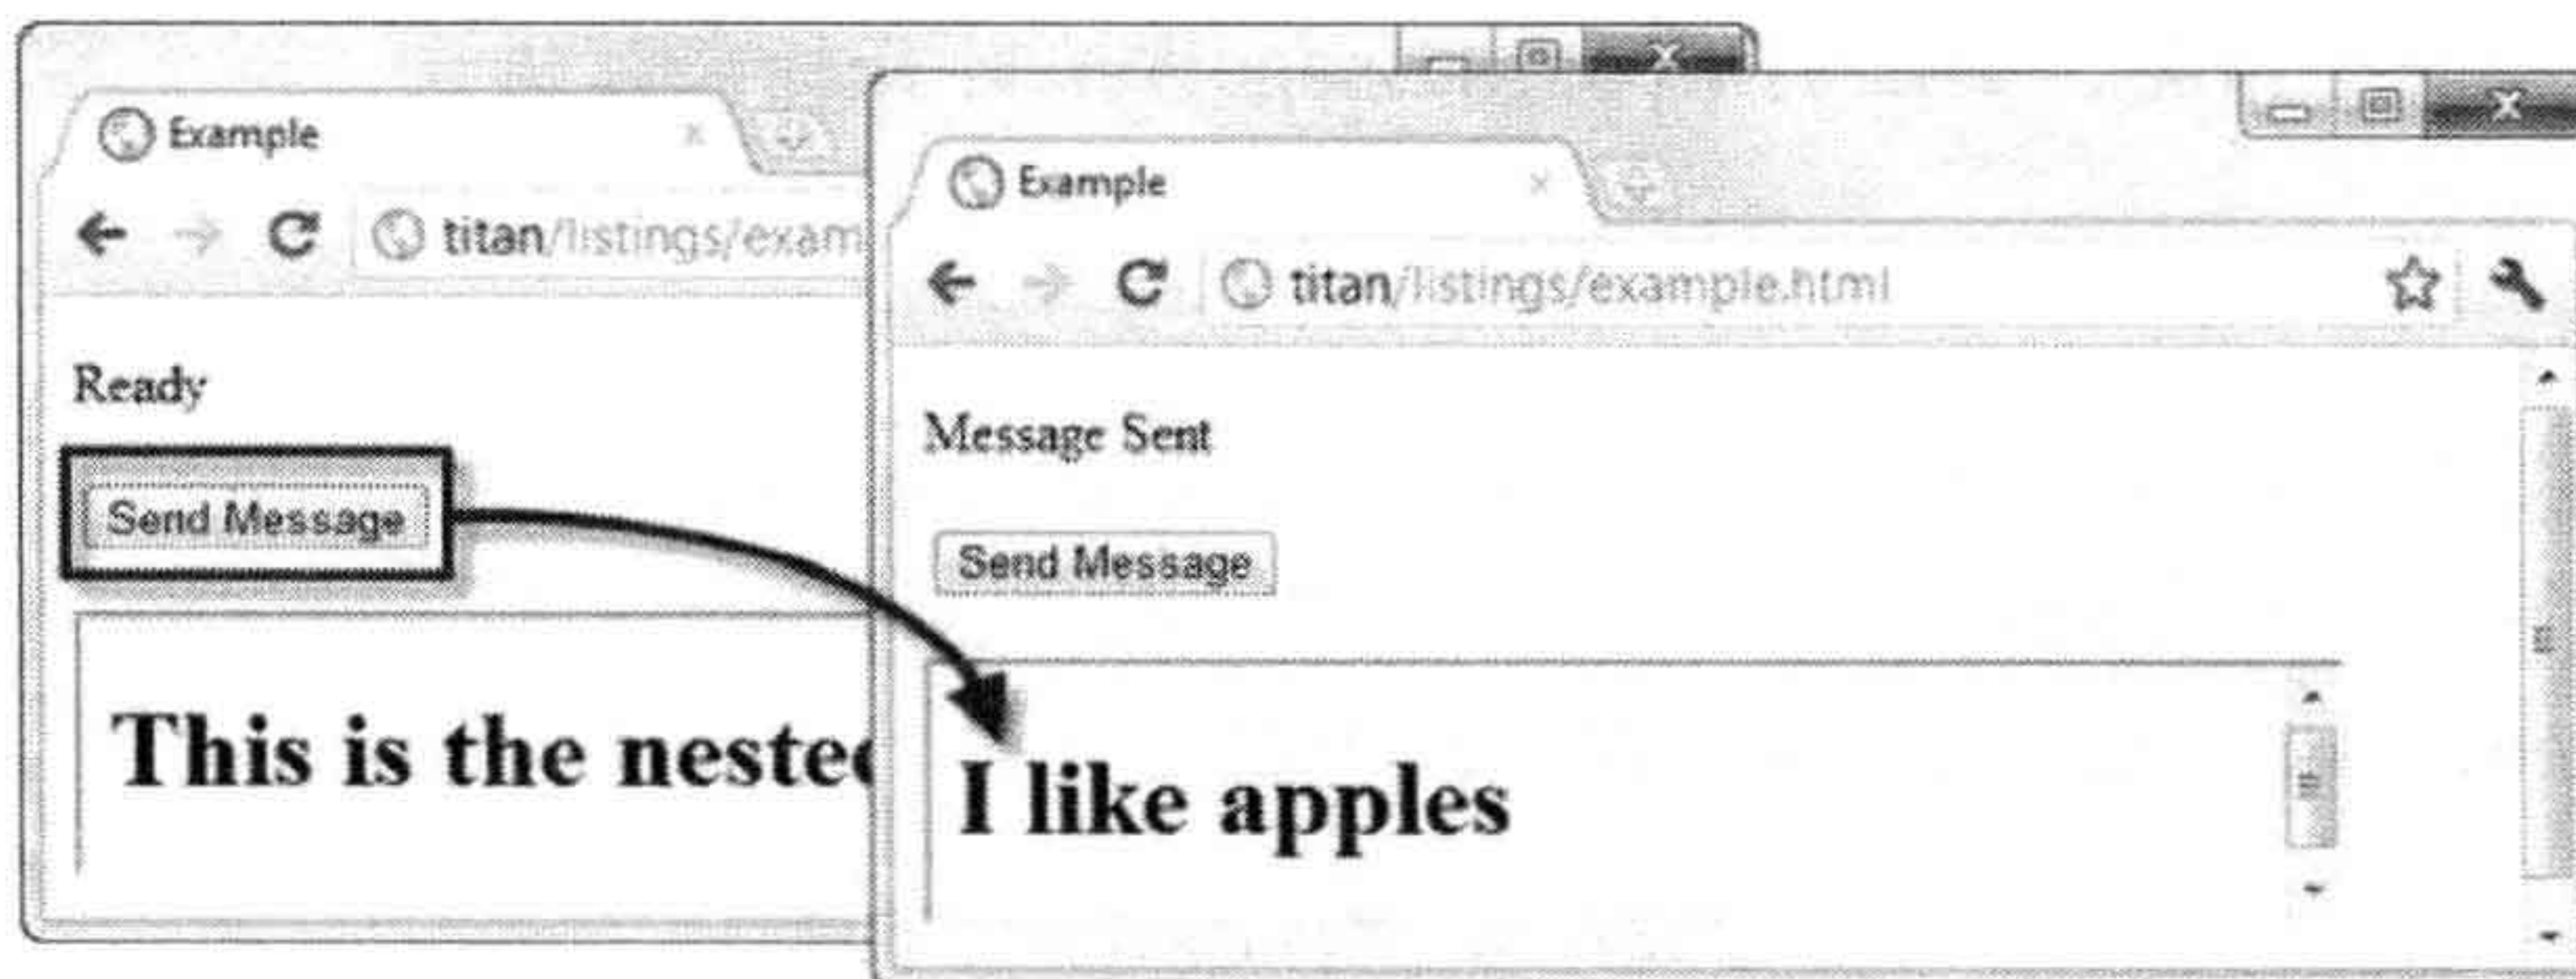 Example
titan/listings/exam
Ready
Send Message
This is the nested
Example
titan/listings/example.html
Message Sent
Send Message
I like apples